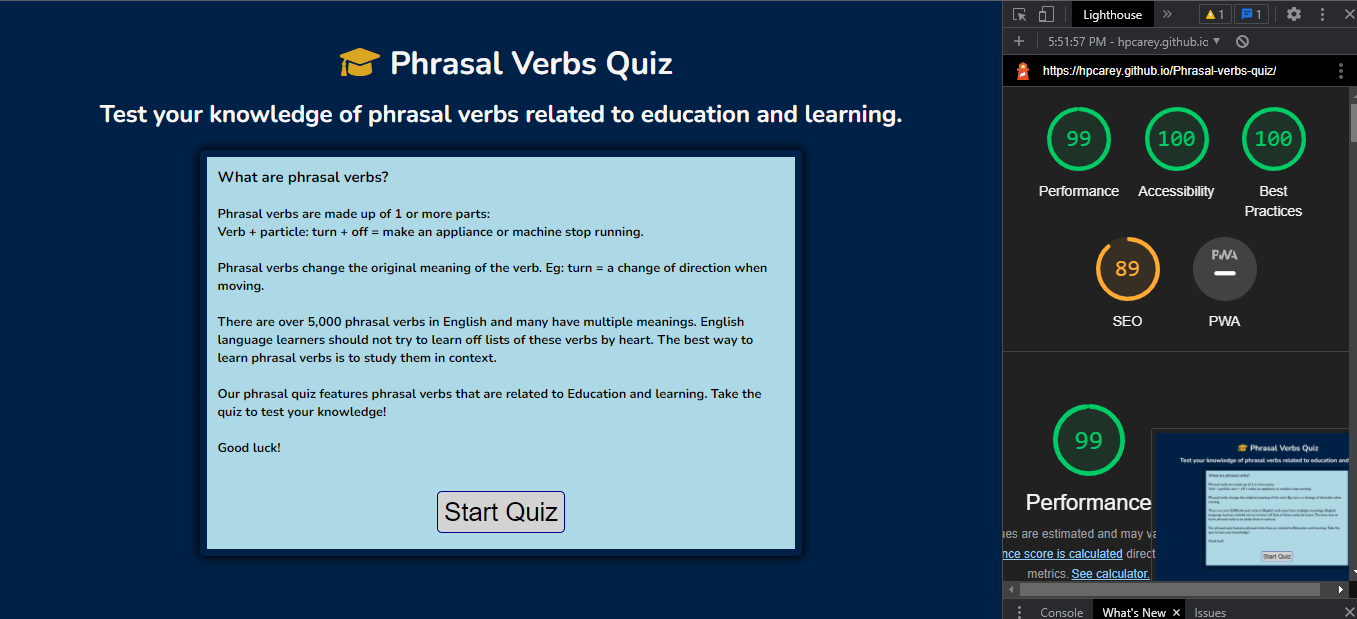 Phrasal Verbs Quiz
Test your knowledge of phrasal verbs related to education and learning.
What are phrasal verbs?
Phrasal verbs are made up of 1 or more parts:
Verb + particle: turn + off = make an appliance or machine stop running.
Phrasal verbs change the original meaning of the verb. Eg: turn = a change of direction when
moving.
There are over 5,000 phrasal verbs in English and many have multiple meanings. English
language learners should not try to learn off lists of these verbs by heart. The best way to
learn phrasal verbs is to study them in context.
Our phrasal quiz features phrasal verbs that are related to Education and learning. Take the
quiz to test your knowledge!
Good luck!
Start Quiz
Lighthouse
1
1
5:51:57 PM - hpcarey.github.io
https://hpcarey.github.io/Phrasal-verbs-quiz/
99
100
100
Performance
Accessibility
Best
Practices
89
PWA
SEO
PWA
99
Performance
ues are estimated and may va
nce score is calculated direct
metrics. See calculator.
Phrasal Verbs Quiz
Test your knowledge of phrasal verbs related to education and
Start Quiz
Console
What's New
Issues